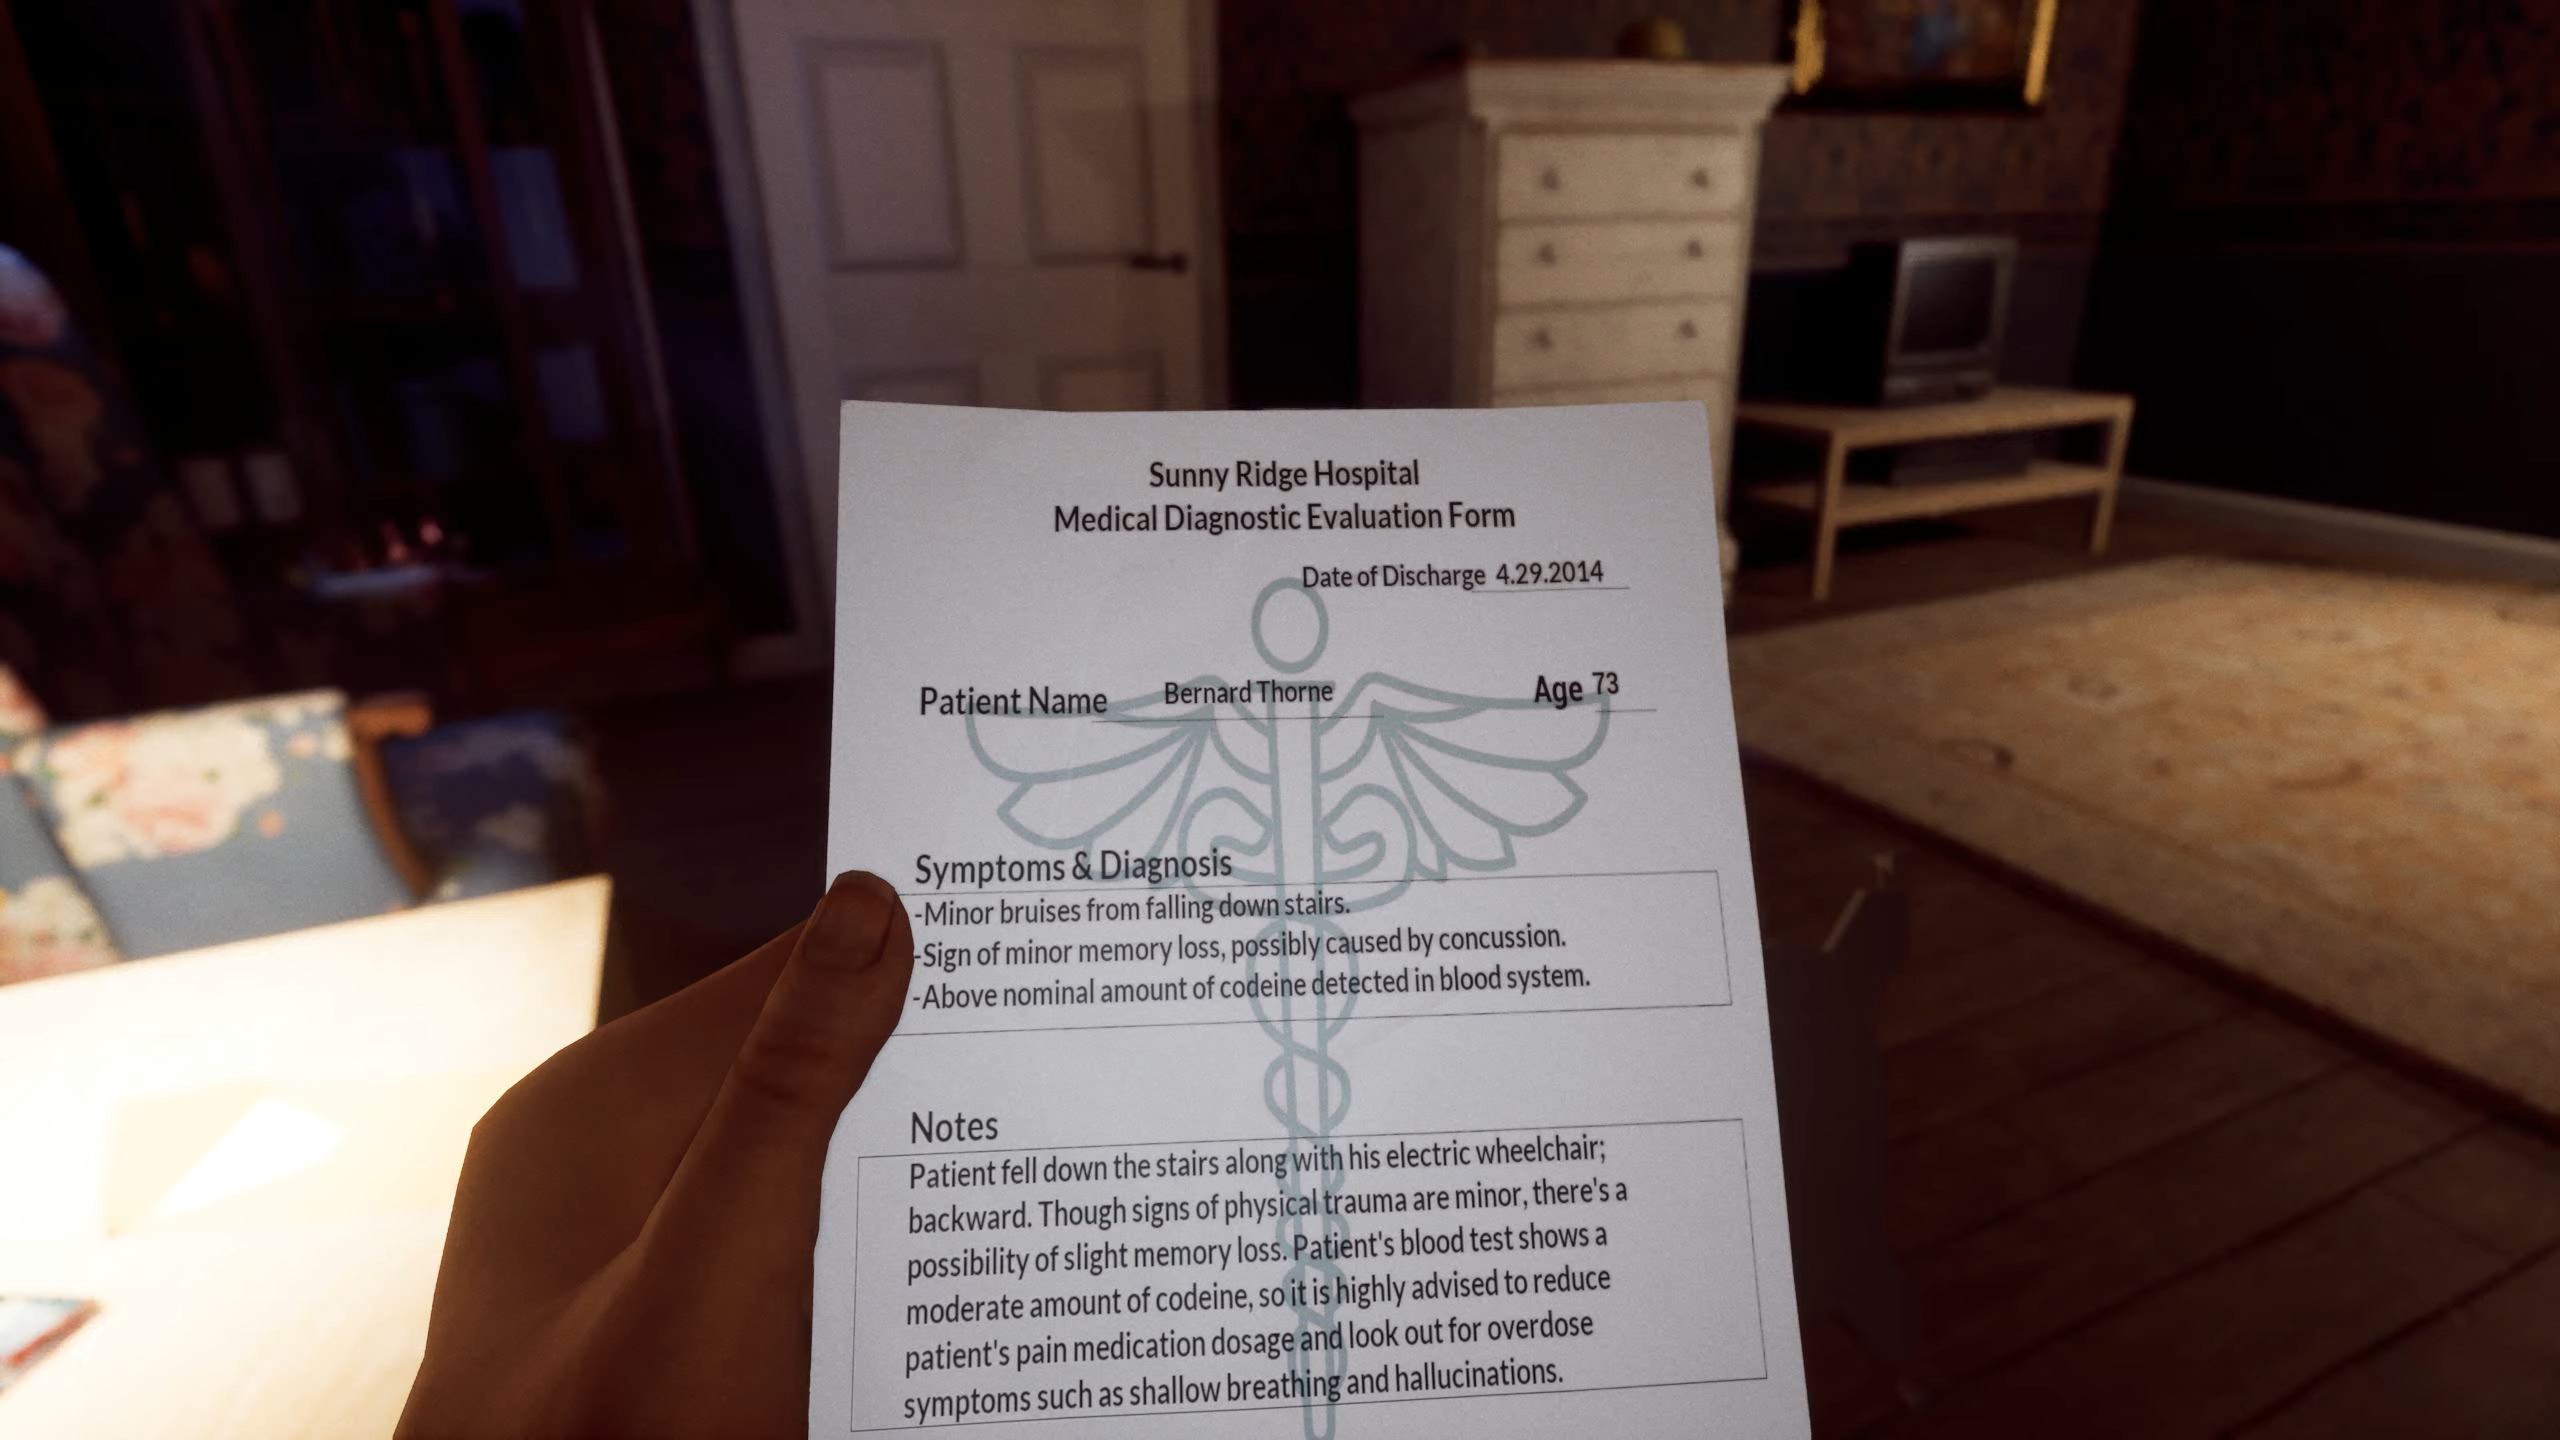 Sunny Ridge Hospital
Medical Diagnostic Evaluation Form
Date of Discharge 4.29.2014
Patient Name Bernard Thorne Age 73
Symptoms & Diagnosis
-Minor bruises from falling down stairs.
-Sign of minor memory loss, possibly caused by concussion.
-Above nominal amount of codeine detected in blood system.
Notes
Patient fell down the stairs along with his electric wheelchair;
backward. Though signs of physical trauma are minor, there's a
possibility of slight memory loss. Patient's blood test shows a
moderate amount of codeine, so it is highly advised to reduce
patient's pain medication dosage and look out for overdose
symptoms such as shallow breathing and hallucinations.